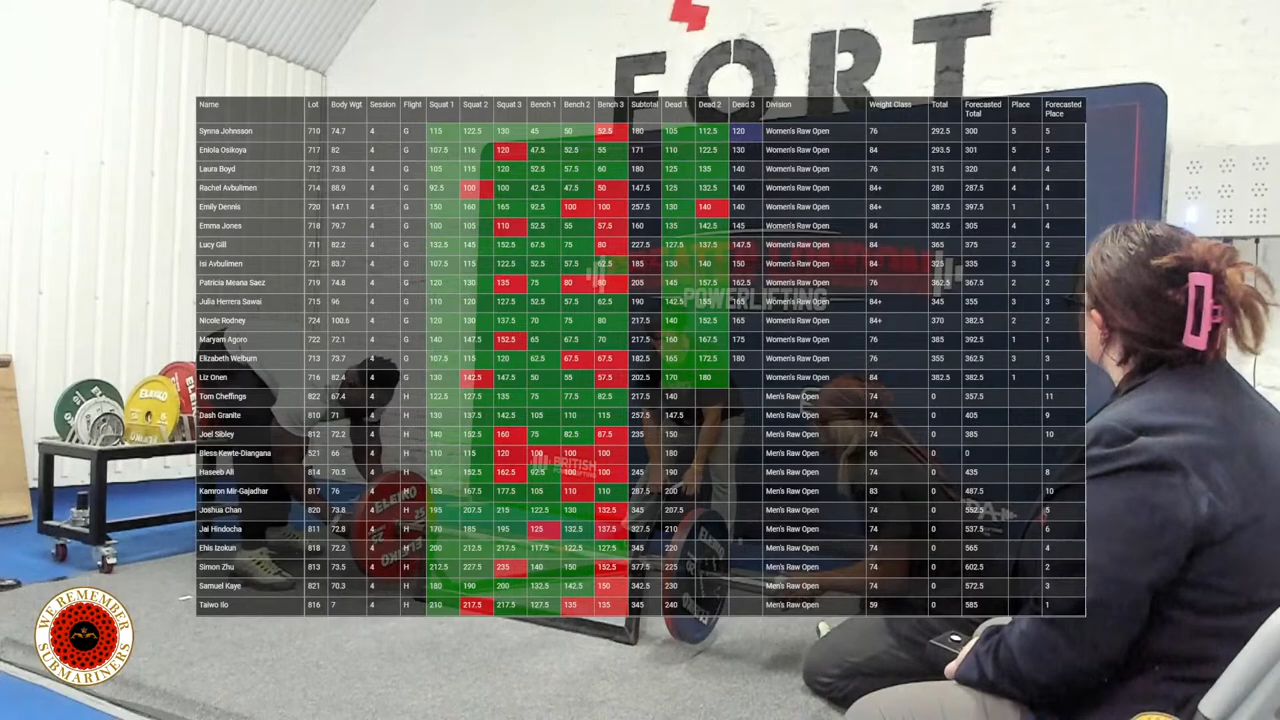 FORT
Name Lot Body Wgt Session Flight Squat 1 Squat 2 Squat 3 Bench 1 Bench 2 Bench 3 Subtotal Dead 1 Dead 2 Dead 3 Division Weight Class Total Forecasted Total Place Forecasted Place
Synna Johnsson 710 74.7 4 G 115 122.5 130 45 50 52.5 180 105 112.5 120 Women's Raw Open 76 292.5 300 5 5
Eniola Osikoya 717 82 4 G 107.5 116 120 47.5 52.5 55 171 110 122.5 130 Women's Raw Open 84 293.5 301 5 5
Laura Boyd 712 73.8 4 G 105 115 120 52.5 57.5 60 180 125 135 140 Women's Raw Open 76 315 320 4 4
Rachel Avbulimen 714 88.9 4 G 92.5 100 100 42.5 47.5 50 147.5 125 132.5 140 Women's Raw Open 84+ 280 287.5 4 4
Emily Dennis 720 147.1 4 G 150 160 165 92.5 100 100 257.5 130 140 140 Women's Raw Open 84+ 387.5 397.5 1 1
Emma Jones 718 79.7 4 G 100 105 110 52.5 55 57.5 160 135 142.5 145 Women's Raw Open 84 302.5 305 4 4
Lucy Gill 711 82.2 4 G 132.5 145 152.5 67.5 75 80 227.5 127.5 137.5 147.5 Women's Raw Open 84 365 375 2 2
Isi Avbulimen 721 83.7 4 G 107.5 115 122.5 52.5 57.5 62.5 185 130 140 150 Women's Raw Open 84 325 335 3 3
Patricia Meana Saez 719 74.8 4 G 120 130 135 75 80 80 205 145 157.5 162.5 Women's Raw Open 76 362.5 367.5 2 2
Julia Herrera Sawai 715 96 4 G 110 120 127.5 52.5 57.5 62.5 190 142.5 155 165 Women's Raw Open 84+ 345 355 3 3
Nicole Rodney 724 100.6 4 G 120 130 137.5 70 75 80 217.5 140 152.5 165 Women's Raw Open 84+ 370 382.5 2 2
Maryam Agoro 722 72.1 4 G 140 147.5 152.5 65 67.5 70 217.5 160 167.5 175 Women's Raw Open 76 385 392.5 1 1
Elizabeth Welburn 713 73.7 4 G 107.5 115 120 62.5 67.5 67.5 182.5 165 172.5 180 Women's Raw Open 76 355 362.5 3 3
Liz Onen 716 82.4 4 G 130 142.5 147.5 50 55 57.5 202.5 170 180 Women's Raw Open 84 382.5 382.5 1 1
Tom Cheffings 822 67.4 4 H 122.5 127.5 135 75 77.5 82.5 217.5 140 Men's Raw Open 74 0 357.5 11
Dash Granite 810 71 4 H 130 137.5 142.5 105 110 115 257.5 147.5 Men's Raw Open 74 0 405 9
Joel Sibley 812 72.2 4 H 140 152.5 160 75 82.5 87.5 235 150 Men's Raw Open 74 0 385 10
Bless Kewte-Diangana 521 66 4 H 110 115 120 100 100 100 180 Men's Raw Open 66 0 0
Haseeb Ali 814 70.5 4 H 145 152.5 162.5 92.5 100 100 245 190 Men's Raw Open 74 0 435 8
Kamron Mir-Gajadhar 817 76 4 H 155 167.5 177.5 105 110 110 287.5 200 Men's Raw Open 83 0 487.5 10
Joshua Chan 820 73.8 4 H 195 207.5 215 122.5 130 132.5 345 207.5 Men's Raw Open 74 0 552.5 5
Jai Hindocha 811 72.8 4 H 170 185 195 125 132.5 137.5 327.5 210 Men's Raw Open 74 0 537.5 6
Ehis Izokun 818 72.2 4 H 200 212.5 217.5 117.5 122.5 127.5 345 220 Men's Raw Open 74 0 565 4
Simon Zhu 813 73.5 4 H 212.5 227.5 235 140 150 152.5 377.5 225 Men's Raw Open 74 0 602.5 2
Samuel Kaye 821 70.3 4 H 180 190 200 132.5 142.5 150 342.5 230 Men's Raw Open 74 0 572.5 3
Taiwo Ilo 816 7 4 H 210 217.5 217.5 127.5 135 135 345 240 Men's Raw Open 59 0 585 1
POWERLIFTING
BRITISH
ELEIKO
ELEIKO
25
WE REMEMBER SUBMARINERS